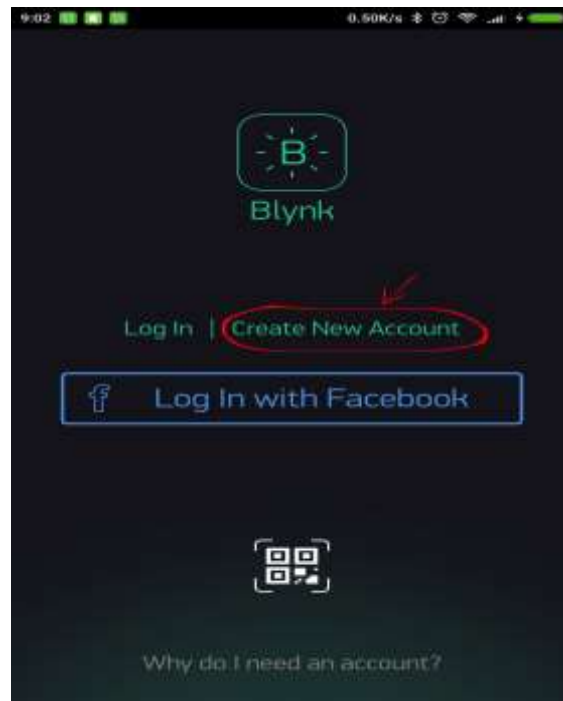 9:02 0.50K/s
B
Blynk
Log In | Create New Account
f Log In with Facebook
Why do I need an account?